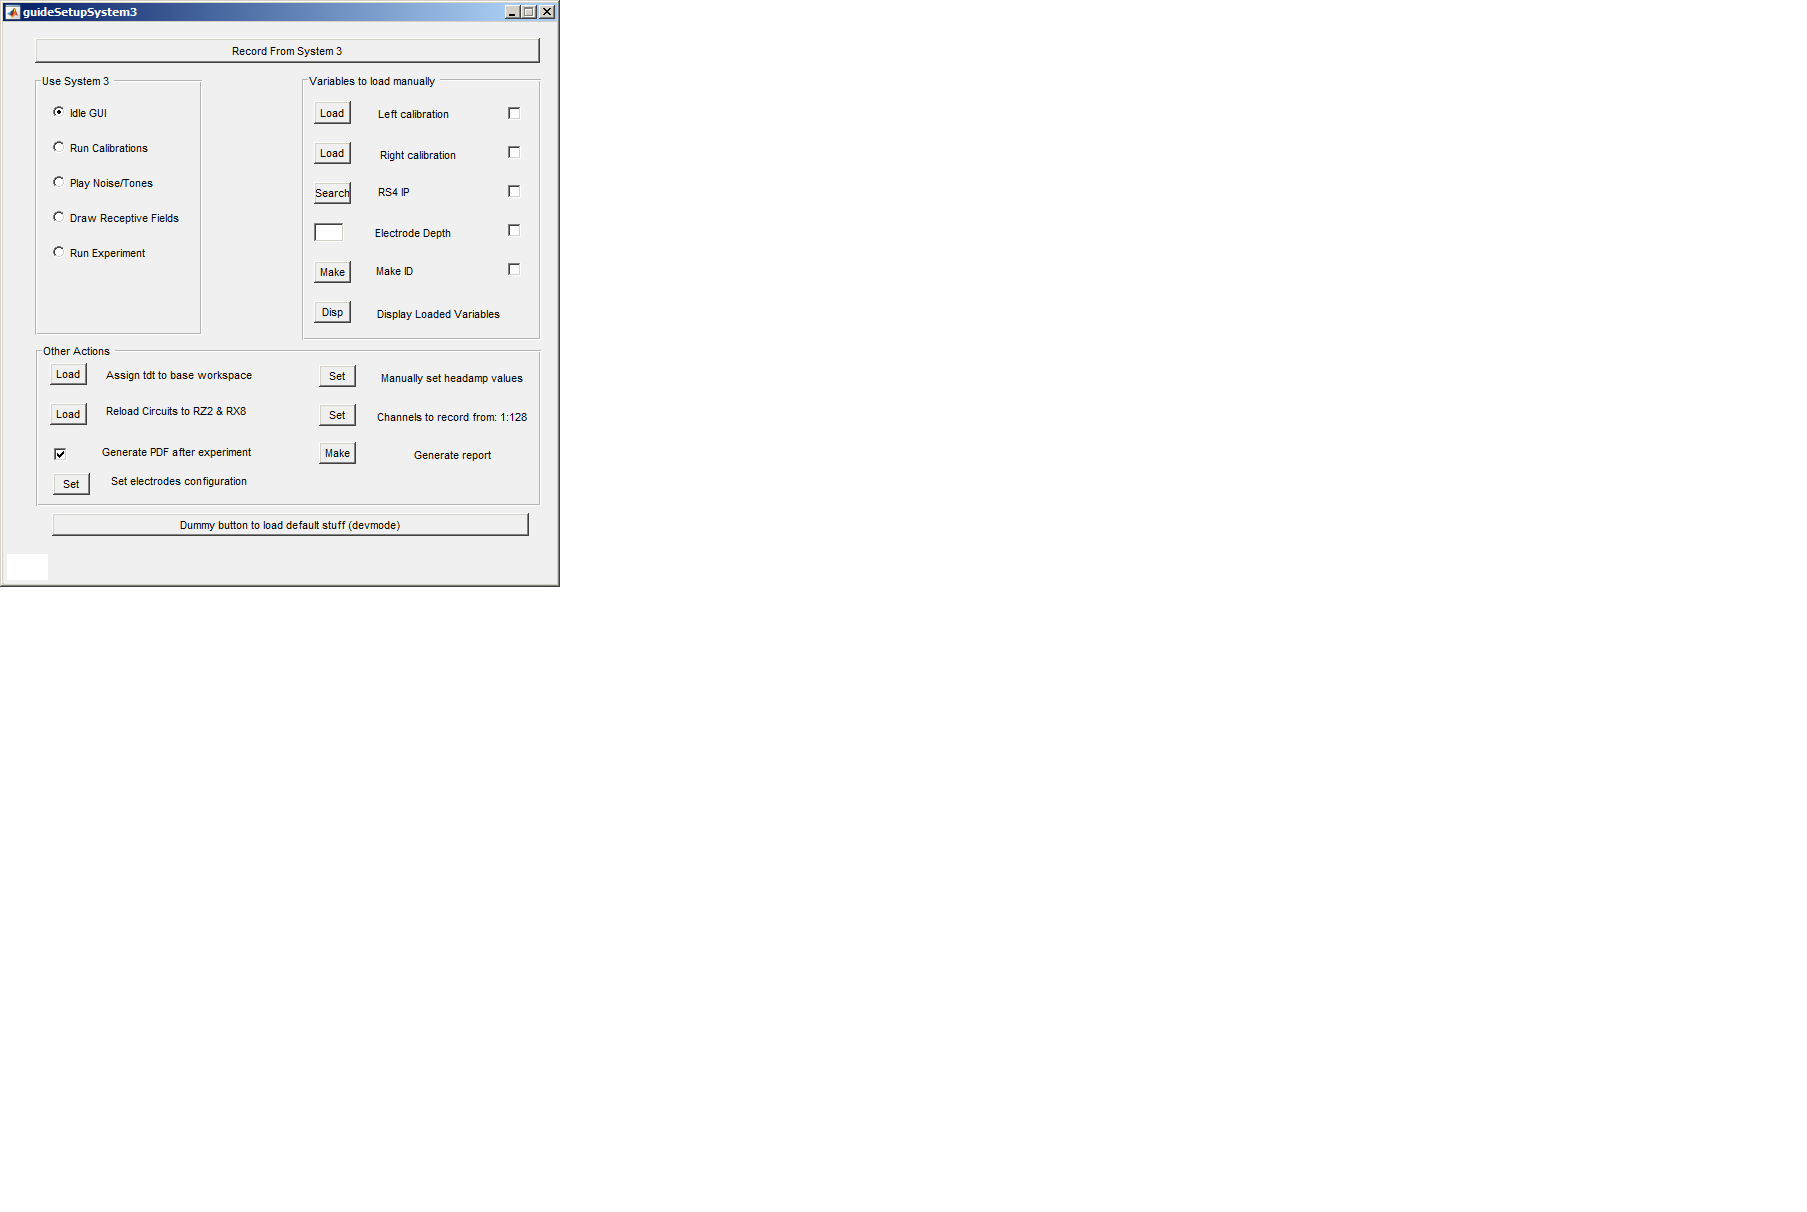 guideSetupSystem3
Record From System 3
Use System 3
Idle GUI
Run Calibrations
Play Noise/Tones
Draw Receptive Fields
Run Experiment
Variables to load manually
Load Left calibration
Load Right calibration
Search RS4 IP
Electrode Depth
Make Make ID
Disp Display Loaded Variables
Other Actions
Load Assign tdt to base workspace
Load Reload Circuits to RZ2 & RX8
Generate PDF after experiment
Set Set electrodes configuration
Set Manually set headamp values
Set Channels to record from: 1:128
Make Generate report
Dummy button to load default stuff (devmode)